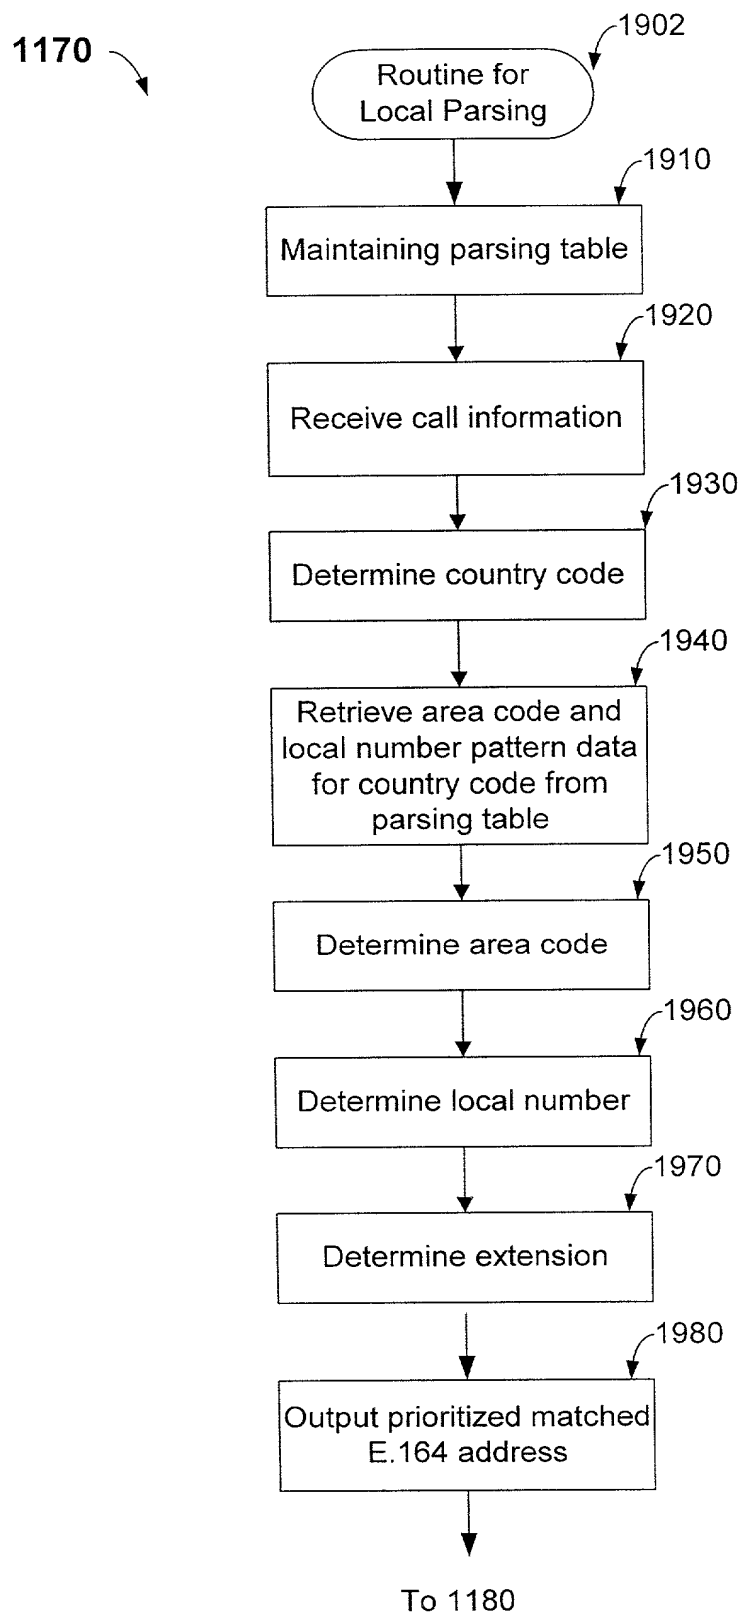 1170
1902
Routine for
Local Parsing
1910
Maintaining parsing table
1920
Receive call information
1930
Determine country code
1940
Retrieve area code and
local number pattern data
for country code from
parsing table
1950
Determine area code
1960
Determine local number
1970
Determine extension
1980
Output prioritized matched
E.164 address
To 1180